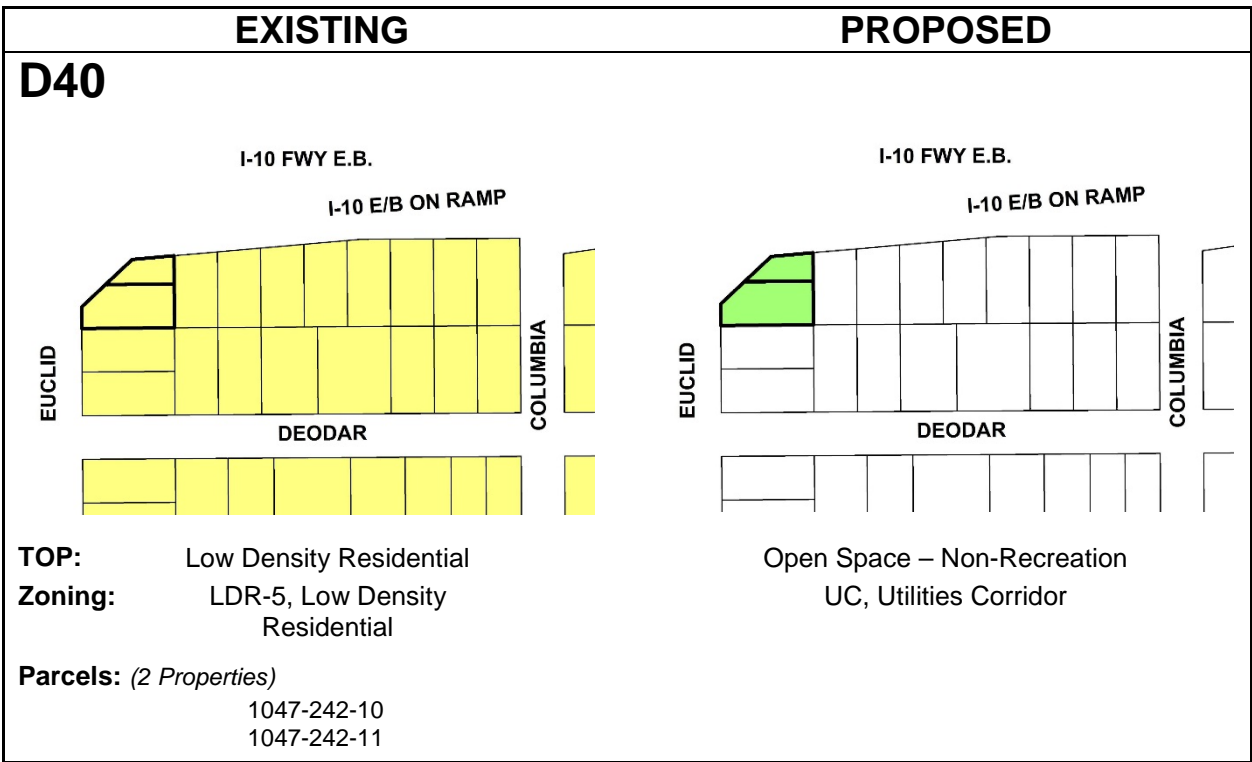 EXISTING PROPOSED
D40
I-10 FWY E.B.
I-10 E/B ON RAMP
EUCLID
COLUMBIA
DEODAR
I-10 FWY E.B.
I-10 E/B ON RAMP
EUCLID
COLUMBIA
DEODAR
TOP: Low Density Residential Open Space – Non-Recreation
Zoning: LDR-5, Low Density UC, Utilities Corridor
Residential
Parcels: (2 Properties)
1047-242-10
1047-242-11